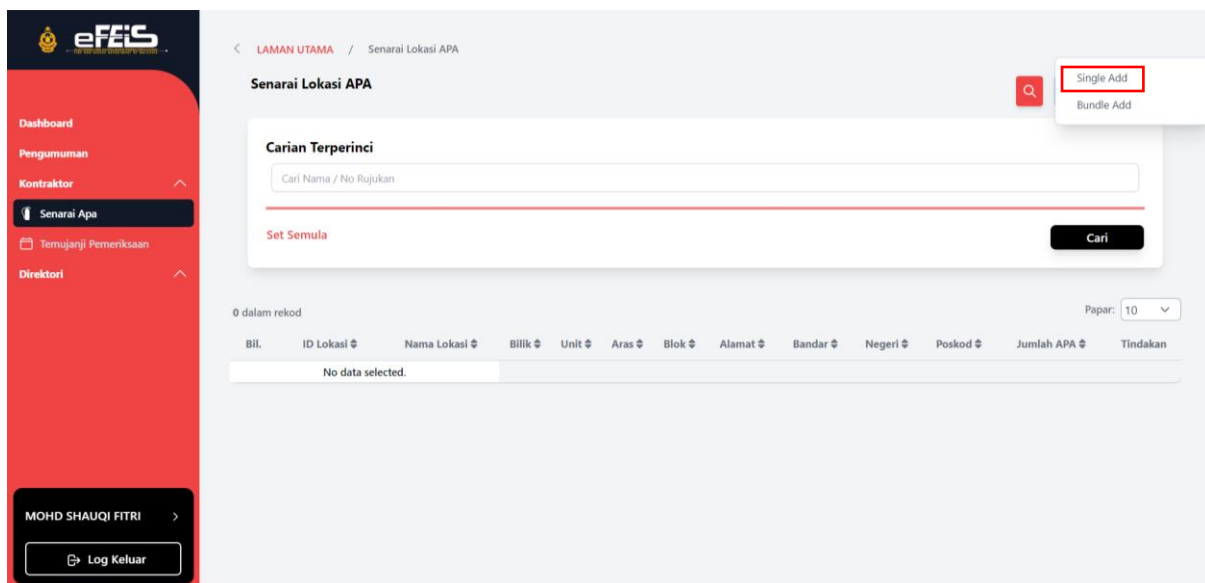 eFEiS
LAMAN UTAMA / Senarai Lokasi APA
Senarai Lokasi APA
Single Add
Bundle Add
Dashboard
Pengumuman
Kontraktor
Senarai Apa
Temujanji Pemeriksaan
Direktori
Carian Terperinci
Cari Nama / No Rujukan
Set Semula
Cari
0 dalam rekod
Papar: 10
Bil. ID Lokasi Nama Lokasi Bilik Unit Aras Blok Alamat Bandar Negeri Poskod Jumlah APA Tindakan
No data selected.
MOHD SHAUQI FITRI
Log Keluar